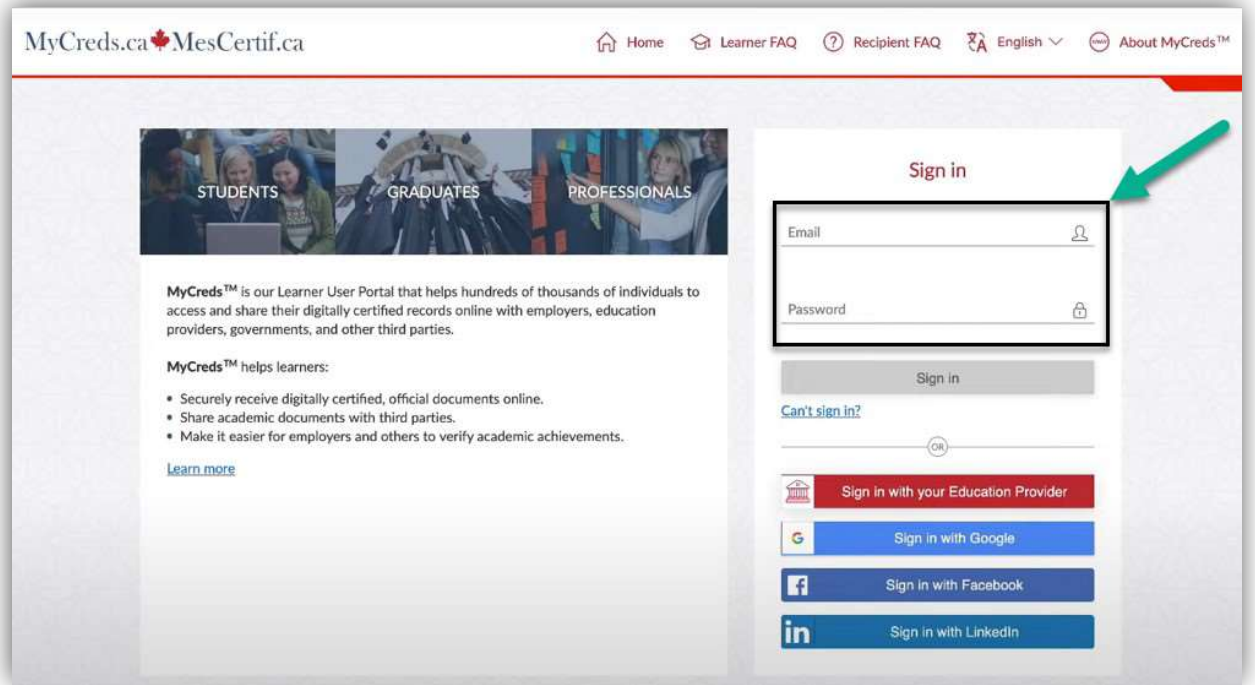 MyCreds.ca MesCertif.ca
Home Learner FAQ Recipient FAQ English About MyCreds™
STUDENTS GRADUATES PROFESSIONALS
MyCreds™ is our Learner User Portal that helps hundreds of thousands of individuals to
access and share their digitally certified records online with employers, education
providers, governments, and other third parties.
MyCreds™ helps learners:
• Securely receive digitally certified, official documents online.
• Share academic documents with third parties.
• Make it easier for employers and others to verify academic achievements.
Learn more
Sign in
Email
Password
Sign in
Can't sign in?
OR
Sign in with your Education Provider
G Sign in with Google
f Sign in with Facebook
in Sign in with LinkedIn